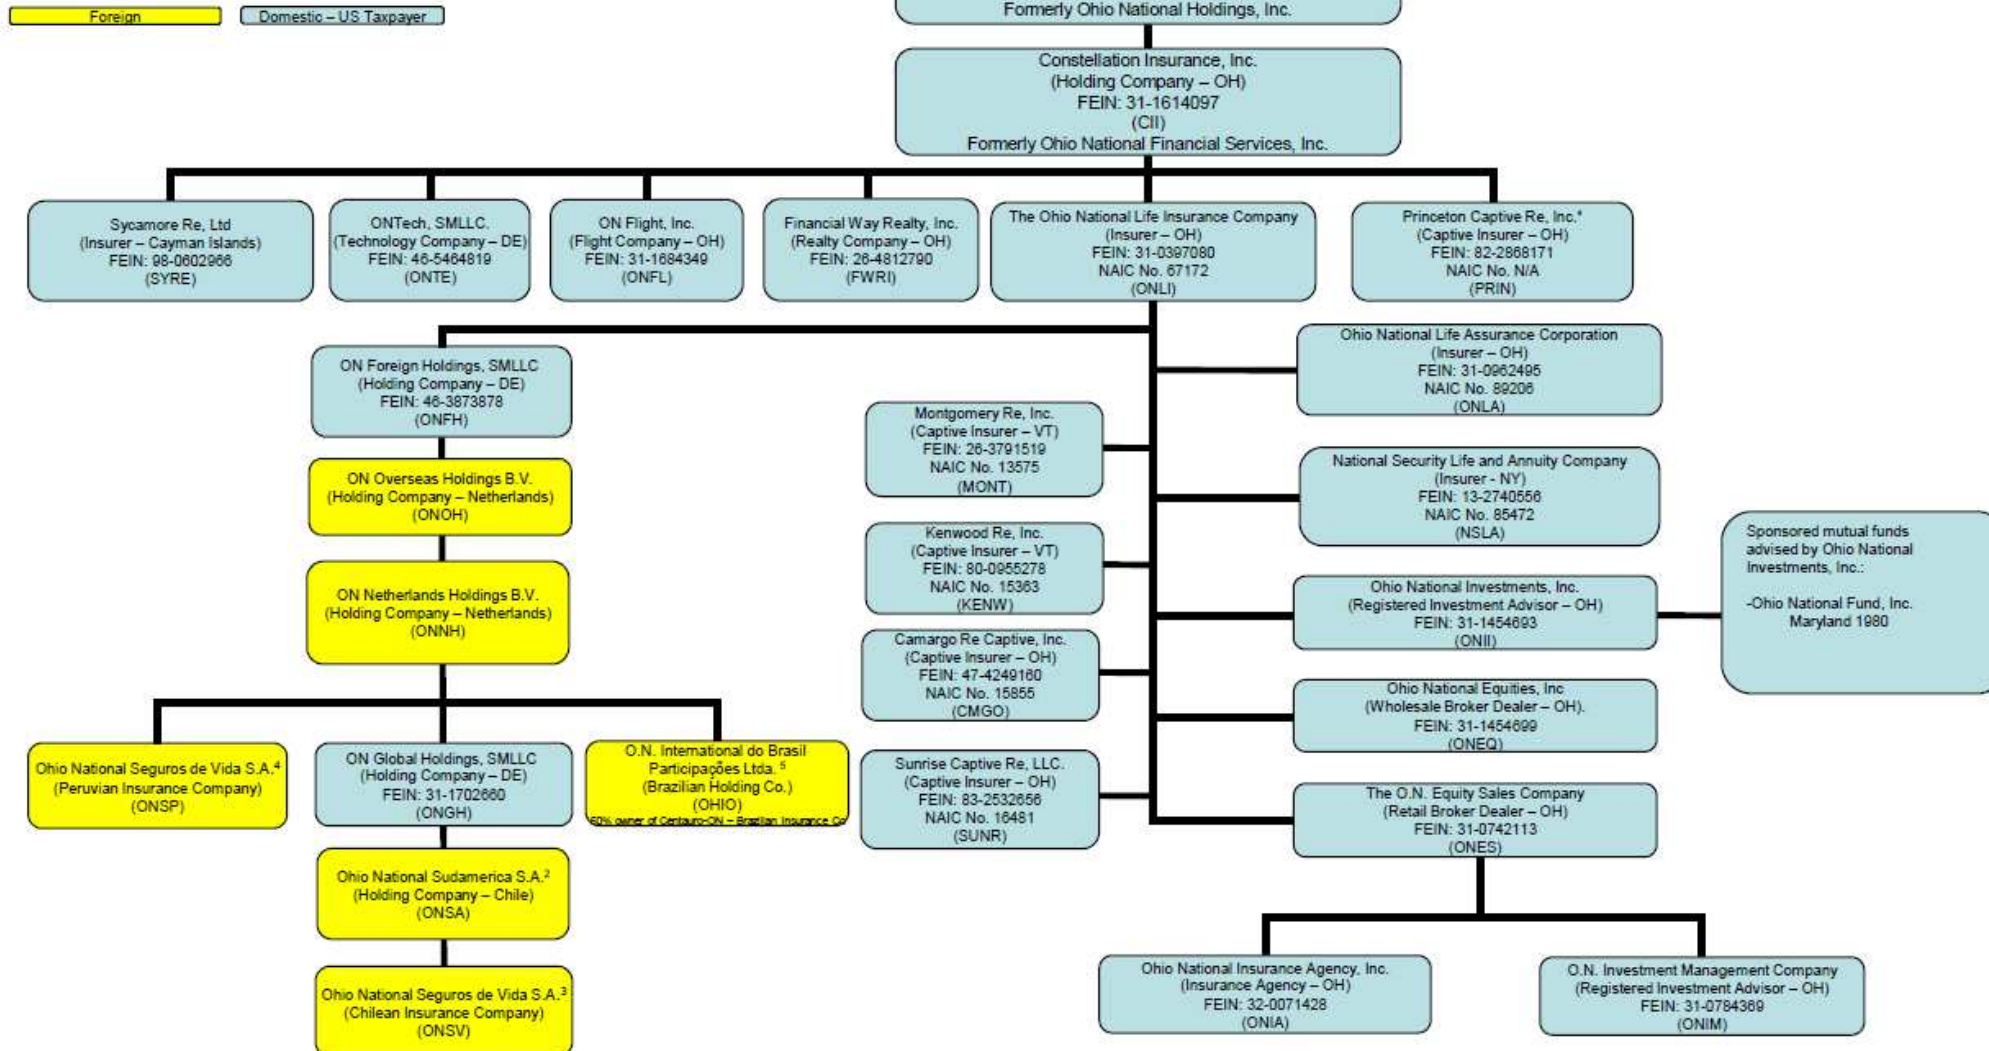 Foreign
Domestic – US Taxpayer
Formerly Ohio National Holdings, Inc.
Constellation Insurance, Inc.
(Holding Company – OH)
FEIN: 31-1614097
(CII)
Formerly Ohio National Financial Services, Inc.
Sycamore Re, Ltd
(Insurer – Cayman Islands)
FEIN: 98-0602966
(SYRE)
ONTech, SMLLC.
(Technology Company – DE)
FEIN: 46-5464819
(ONTE)
ON Flight, Inc.
(Flight Company – OH)
FEIN: 31-1684349
(ONFL)
Financial Way Realty, Inc.
(Realty Company – OH)
FEIN: 26-4812790
(FWRI)
The Ohio National Life Insurance Company
(Insurer – OH)
FEIN: 31-0397080
NAIC No. 67172
(ONLI)
Princeton Captive Re, Inc.*
(Captive Insurer – OH)
FEIN: 82-2868171
NAIC No. N/A
(PRIN)
ON Foreign Holdings, SMLLC
(Holding Company – DE)
FEIN: 46-3873878
(ONFH)
ON Overseas Holdings B.V.
(Holding Company – Netherlands)
(ONOH)
ON Netherlands Holdings B.V.
(Holding Company – Netherlands)
(ONNH)
Ohio National Seguros de Vida S.A.⁴
(Peruvian Insurance Company)
(ONSP)
ON Global Holdings, SMLLC
(Holding Company – DE)
FEIN: 31-1702660
(ONGH)
O.N. International do Brasil
Participações Ltda. ⁵
(Brazilian Holding Co.)
(OHIO)
50% owner of Centauro-ON – Brazilian Insurance Co
Ohio National Sudamerica S.A.²
(Holding Company – Chile)
(ONSA)
Ohio National Seguros de Vida S.A.³
(Chilean Insurance Company)
(ONSV)
Montgomery Re, Inc.
(Captive Insurer – VT)
FEIN: 26-3791519
NAIC No. 13575
(MONT)
Kenwood Re, Inc.
(Captive Insurer – VT)
FEIN: 80-0955278
NAIC No. 15363
(KENW)
Camargo Re Captive, Inc.
(Captive Insurer – OH)
FEIN: 47-4249160
NAIC No. 15855
(CMGO)
Sunrise Captive Re, LLC.
(Captive Insurer – OH)
FEIN: 83-2532656
NAIC No. 16481
(SUNR)
Ohio National Life Assurance Corporation
(Insurer – OH)
FEIN: 31-0962495
NAIC No. 89206
(ONLA)
National Security Life and Annuity Company
(Insurer - NY)
FEIN: 13-2740556
NAIC No. 85472
(NSLA)
Ohio National Investments, Inc.
(Registered Investment Advisor – OH)
FEIN: 31-1454693
(ONII)
Sponsored mutual funds
advised by Ohio National
Investments, Inc.:
-Ohio National Fund, Inc.
Maryland 1980
Ohio National Equities, Inc
(Wholesale Broker Dealer – OH).
FEIN: 31-1454699
(ONEQ)
The O.N. Equity Sales Company
(Retail Broker Dealer – OH)
FEIN: 31-0742113
(ONES)
Ohio National Insurance Agency, Inc.
(Insurance Agency – OH)
FEIN: 32-0071428
(ONIA)
O.N. Investment Management Company
(Registered Investment Advisor – OH)
FEIN: 31-0784369
(ONIM)